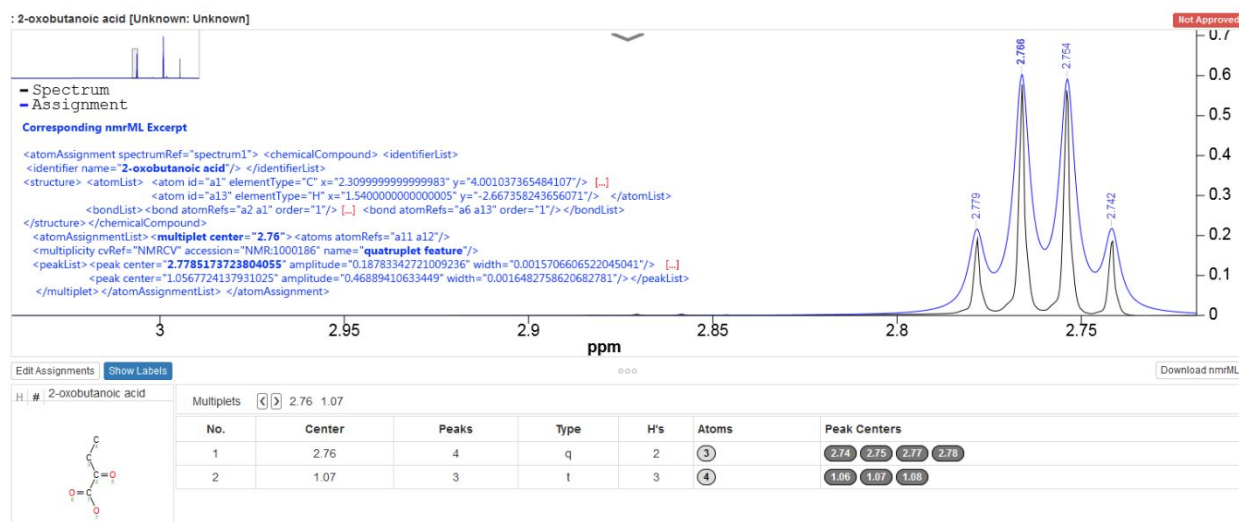 : 2-oxobutanoic acid [Unknown: Unknown]
Not Approved
Spectrum
Assignment
Corresponding nmrML Excerpt
<atomAssignment spectrumRef="spectrum1"> <chemicalCompound> <identifierList>
<identifier name="2-oxobutanoic acid"/> </identifierList>
<structure> <atomList> <atom id="a1" elementType="C" x="2.3099999999999983" y="4.001037365484107"/> [...]
<atom id="a13" elementType="H" x="1.5400000000000005" y="-2.667358243656071"/> </atomList>
<bondList><bond atomRefs="a2 a1" order="1"/> [...] <bond atomRefs="a6 a13" order="1"/></bondList>
</structure></chemicalCompound>
<atomAssignmentList><multiplet center="2.76"><atoms atomRefs="a11 a12"/>
<multiplicity cvRef="NMRCV" accession="NMR:1000186" name="quatruplet feature"/>
<peakList><peak center="2.7785173723804055" amplitude="0.18783342721009236" width="0.0015706606522045041"/> [...]
<peak center="1.0567724137931025" amplitude="0.46889410633449" width="0.0016482758620682781"/></peakList>
</multiplet></atomAssignmentList> </atomAssignment>
2.779
2.766
2.754
2.742
0.7
0.6
0.5
0.4
0.3
0.2
0.1
0
3 2.95 2.9 2.85 2.8 2.75
ppm
Edit Assignments Show Labels Download nmrML
H # 2-oxobutanoic acid
Multiplets < > 2.76 1.07
No. Center Peaks Type H's Atoms Peak Centers
1 2.76 4 q 2 3 2.74 2.75 2.77 2.78
2 1.07 3 t 3 4 1.06 1.07 1.08
C
C
C=O
O=C
O